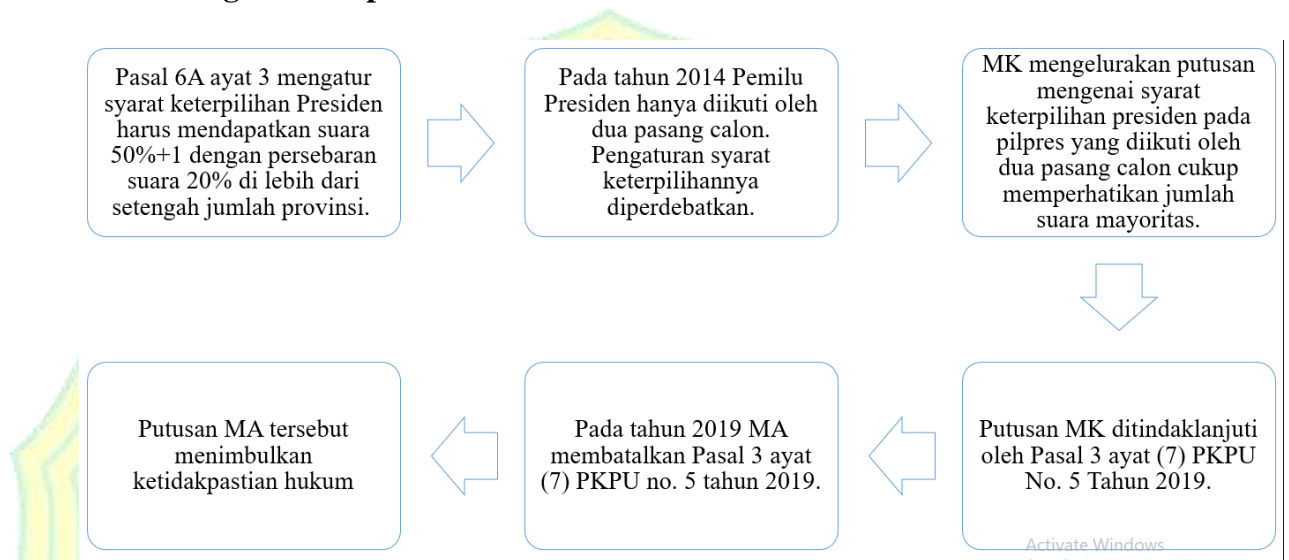 Pasal 6A ayat 3 mengatur
syarat keterpilihan Presiden
harus mendapatkan suara
50%+1 dengan persebaran
suara 20% di lebih dari
setengah jumlah provinsi.
Pada tahun 2014 Pemilu
Presiden hanya diikuti oleh
dua pasang calon.
Pengaturan syarat
keterpilihannya
diperdebatkan.
MK mengelurakan putusan
mengenai syarat
keterpilihan presiden pada
pilpres yang diikuti oleh
dua pasang calon cukup
memperhatikan jumlah
suara mayoritas.
Putusan MK ditindaklanjuti
oleh Pasal 3 ayat (7) PKPU
No. 5 Tahun 2019.
Pada tahun 2019 MA
membatalkan Pasal 3 ayat
(7) PKPU no. 5 tahun 2019.
Putusan MA tersebut
menimbulkan
ketidakpastian hukum
Activate Windows